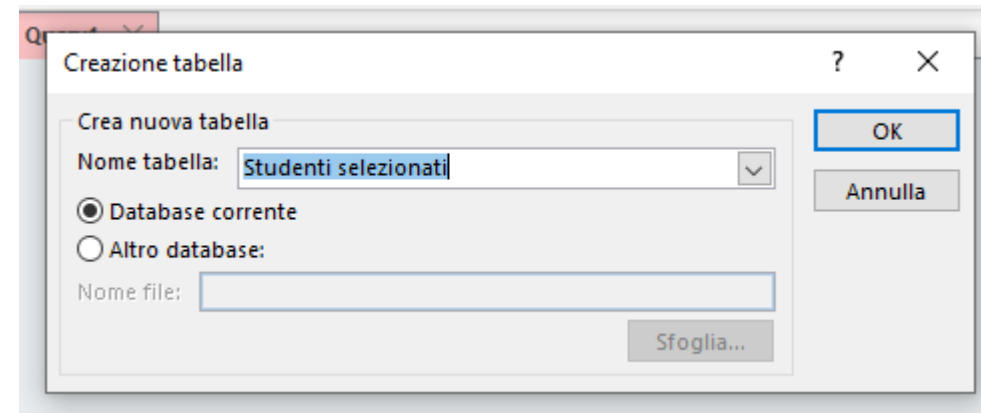 Creazione tabella ?
Crea nuova tabella
OK
Nome tabella: Studenti selezionati
Annulla
Database corrente
Altro database:
Nome file:
Sfoglia...